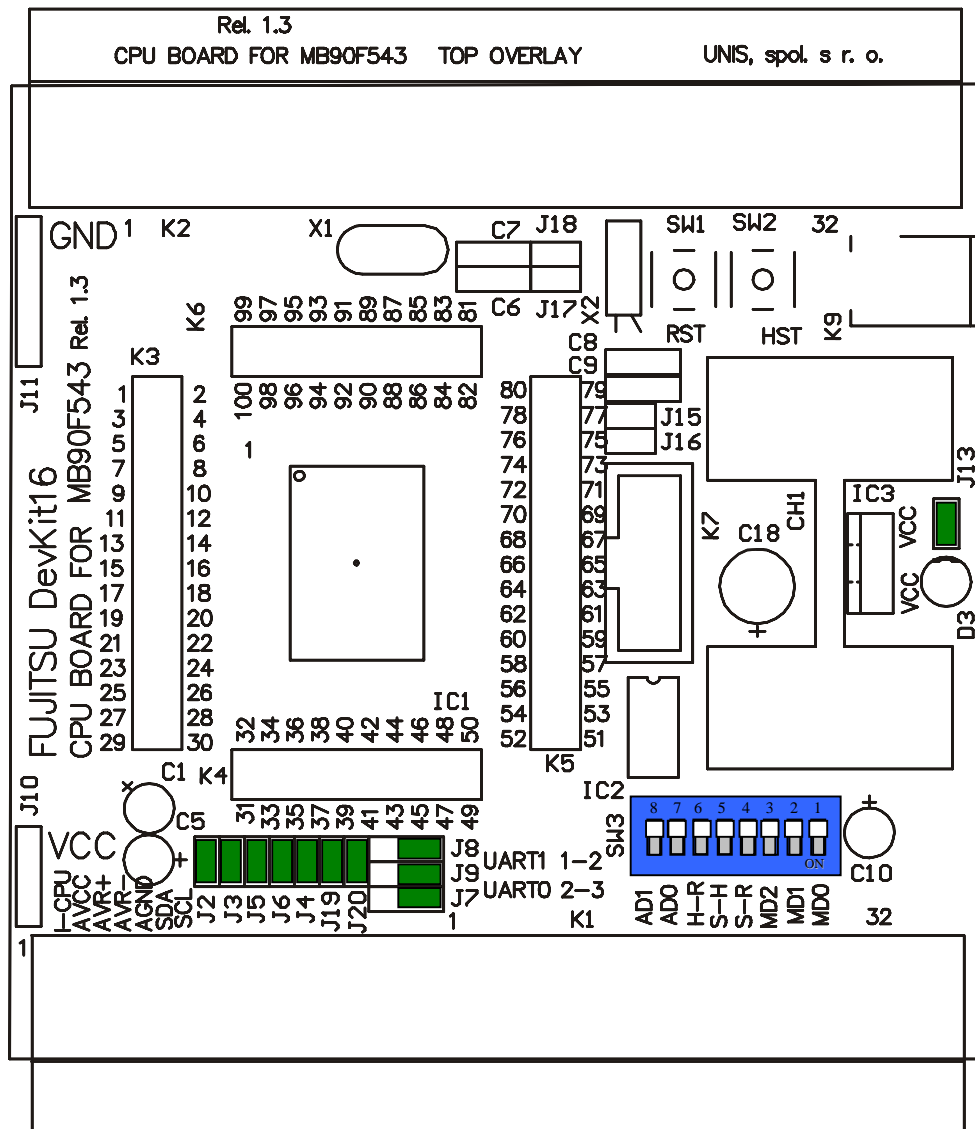 Rel. 1.3
CPU BOARD FOR MB90F543 TOP OVERLAY UNIS, spol. s r. o.
GND 1 K2 X1 C7 J18 SW1 SW2 32
C6 J17 X2 RST HST K9
J11
FUJITSU DevKit16
CPU BOARD FOR MB90F543 Rel. 1.3
K6 99 97 95 93 91 89 87 85 83 81
100 98 96 94 92 90 88 86 84 82
K3
1 2
3 4
5 6
7 8
9 10
11 12
13 14
15 16
17 18
19 20
21 22
23 24
25 26
27 28
29 30
1
IC1
C8
C9
80 79
78 77 J15
76 75 J16
74 73
72 71
70 69
68 67
66 65
64 63
62 61
60 59
58 57
56 55
54 53
52 51
K5
K7
CH1
C18
+
IC3
VCC
VCC
J13
D3
32 34 36 38 40 42 44 46 48 50
K4
31 33 35 37 39 41 43 45 47 49
J10
C1
C5
+
VCC
I-CPU
AVCC
AVR+
AVR-
AGND
SDA
SCL
J2 J3 J5 J6 J4 J19 J20
J8
J9
J7
1
UART1 1-2
UART0 2-3
K1
IC2
SW3
8 7 6 5 4 3 2 1
ON
AD1 AD0 H-R S-H S-R MD2 MD1 MD0
+
C10
32
1